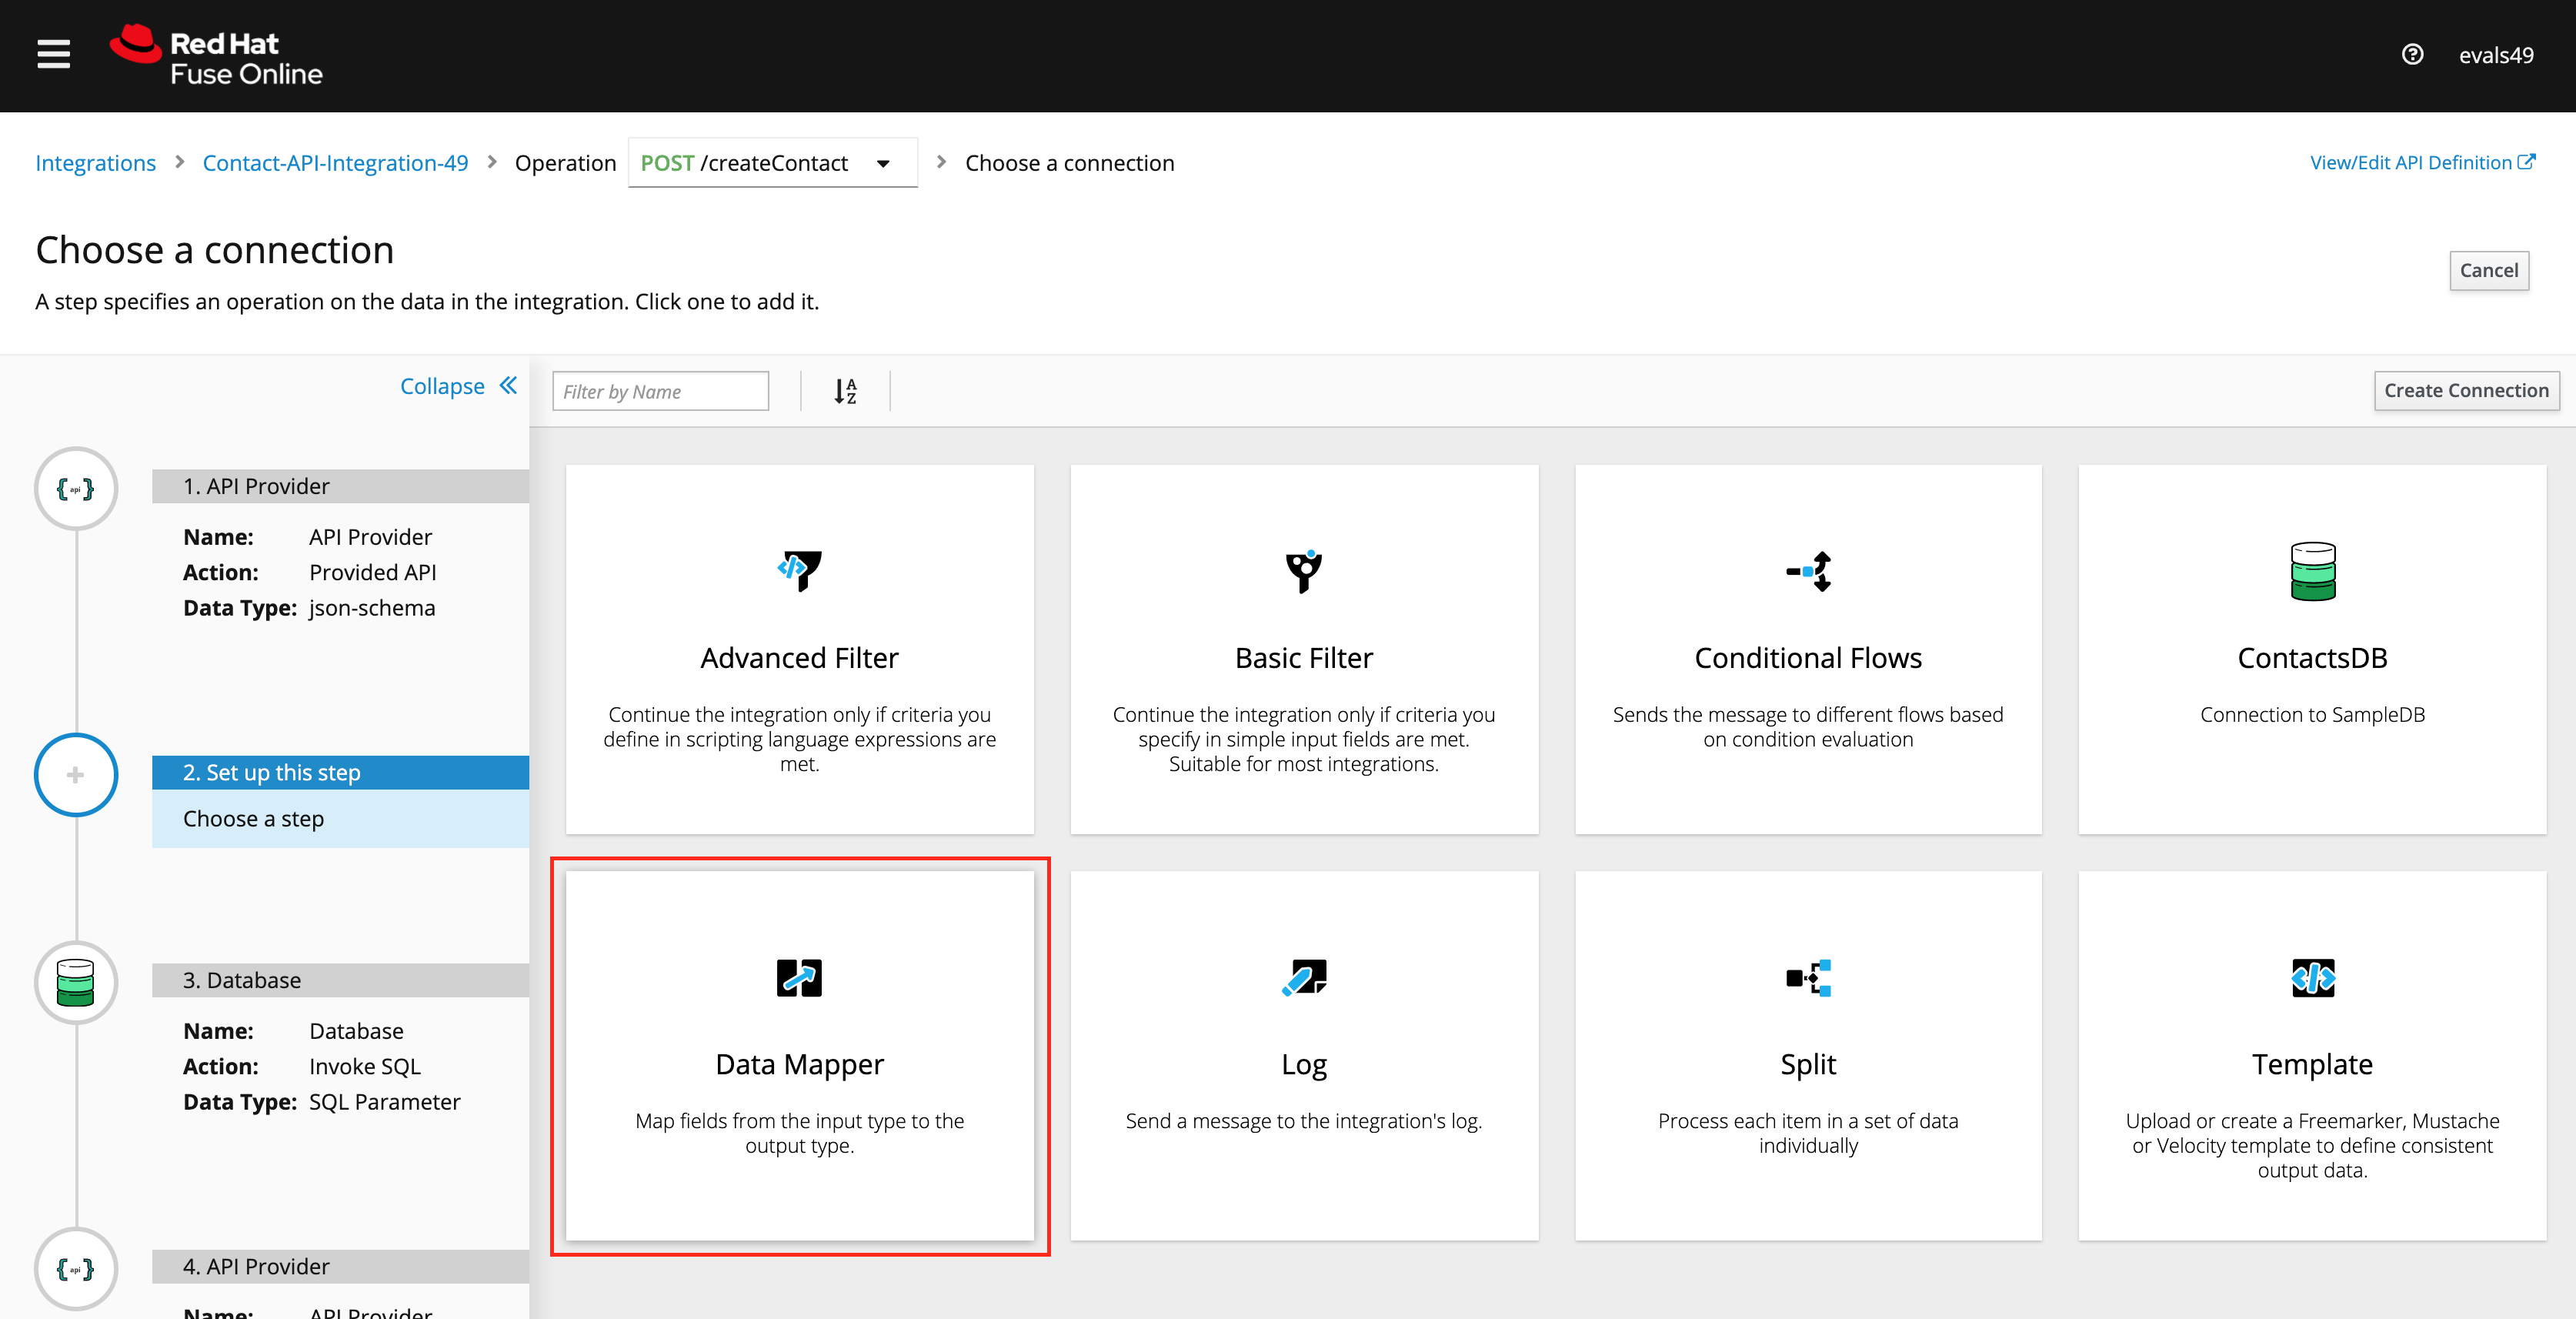 Red Hat
Fuse Online
evals49
Integrations > Contact-API-Integration-49 > Operation POST /createContact > Choose a connection
View/Edit API Definition
Choose a connection
Cancel
A step specifies an operation on the data in the integration. Click one to add it.
Collapse
Filter by Name
A
Z
Create Connection
{api}
1. API Provider
Name: API Provider
Action: Provided API
Data Type: json-schema
2. Set up this step
Choose a step
3. Database
Name: Database
Action: Invoke SQL
Data Type: SQL Parameter
{api}
4. API Provider
Name: API Provider
Advanced Filter
Continue the integration only if criteria you
define in scripting language expressions are
met.
Basic Filter
Continue the integration only if criteria you
specify in simple input fields are met.
Suitable for most integrations.
Conditional Flows
Sends the message to different flows based
on condition evaluation
ContactsDB
Connection to SampleDB
Data Mapper
Map fields from the input type to the
output type.
Log
Send a message to the integration's log.
Split
Process each item in a set of data
individually
Template
Upload or create a Freemarker, Mustache
or Velocity template to define consistent
output data.